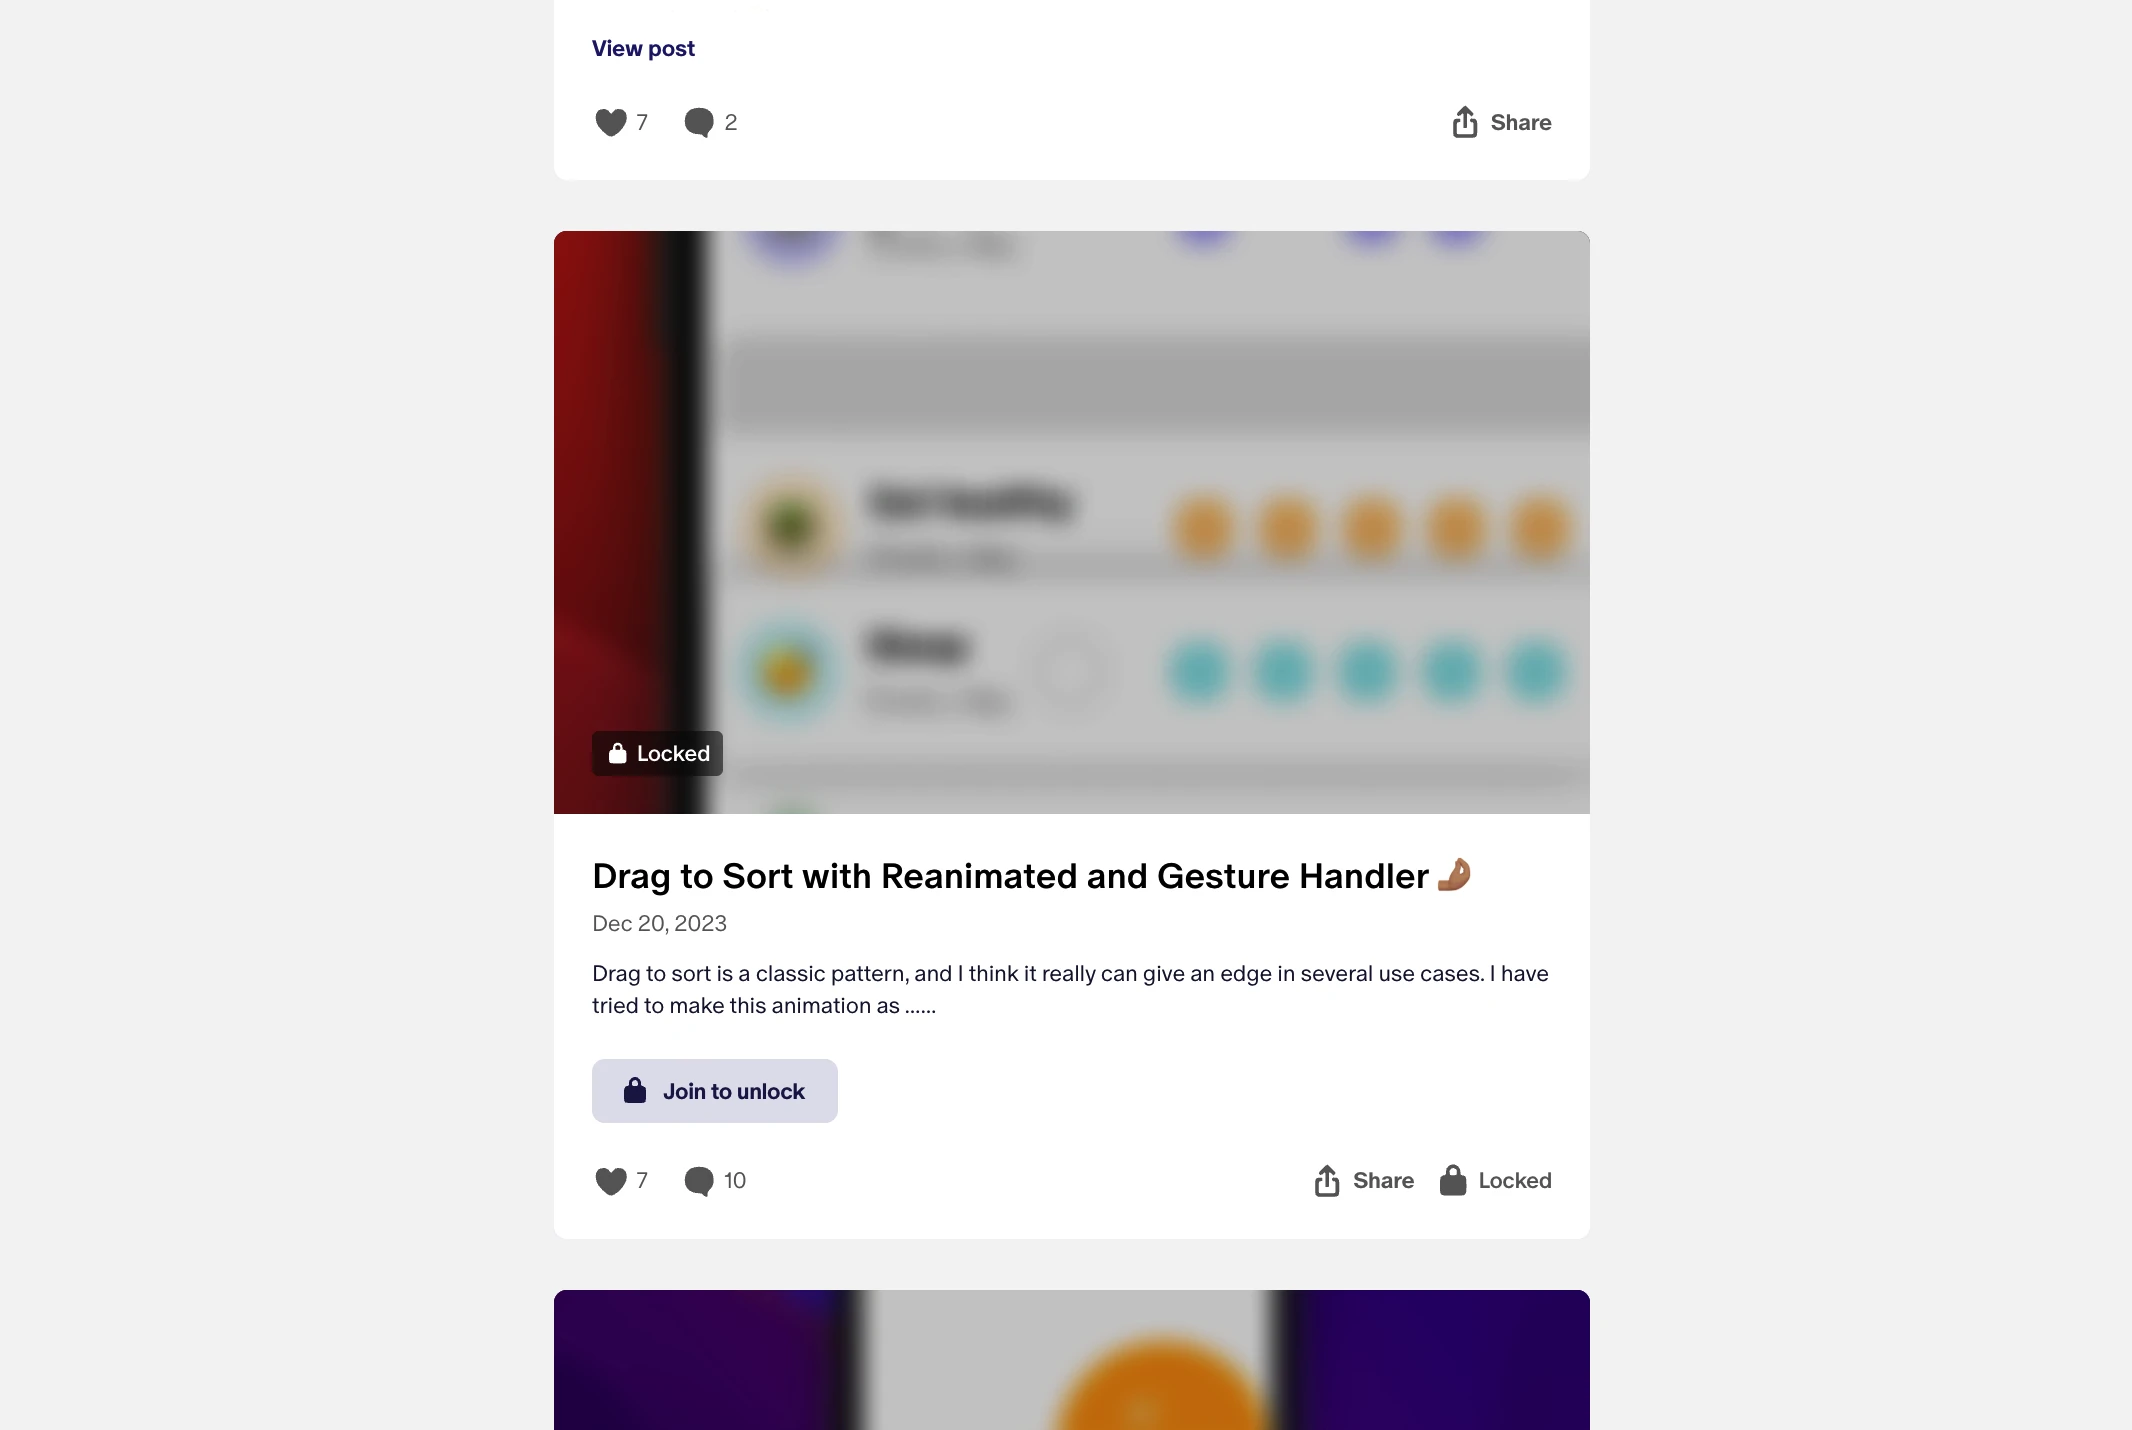 View post
7 2 Share
Locked
Drag to Sort with Reanimated and Gesture Handler 🤌🏽
Dec 20, 2023
Drag to sort is a classic pattern, and I think it really can give an edge in several use cases. I have
tried to make this animation as ......
Join to unlock
7 10 Share Locked